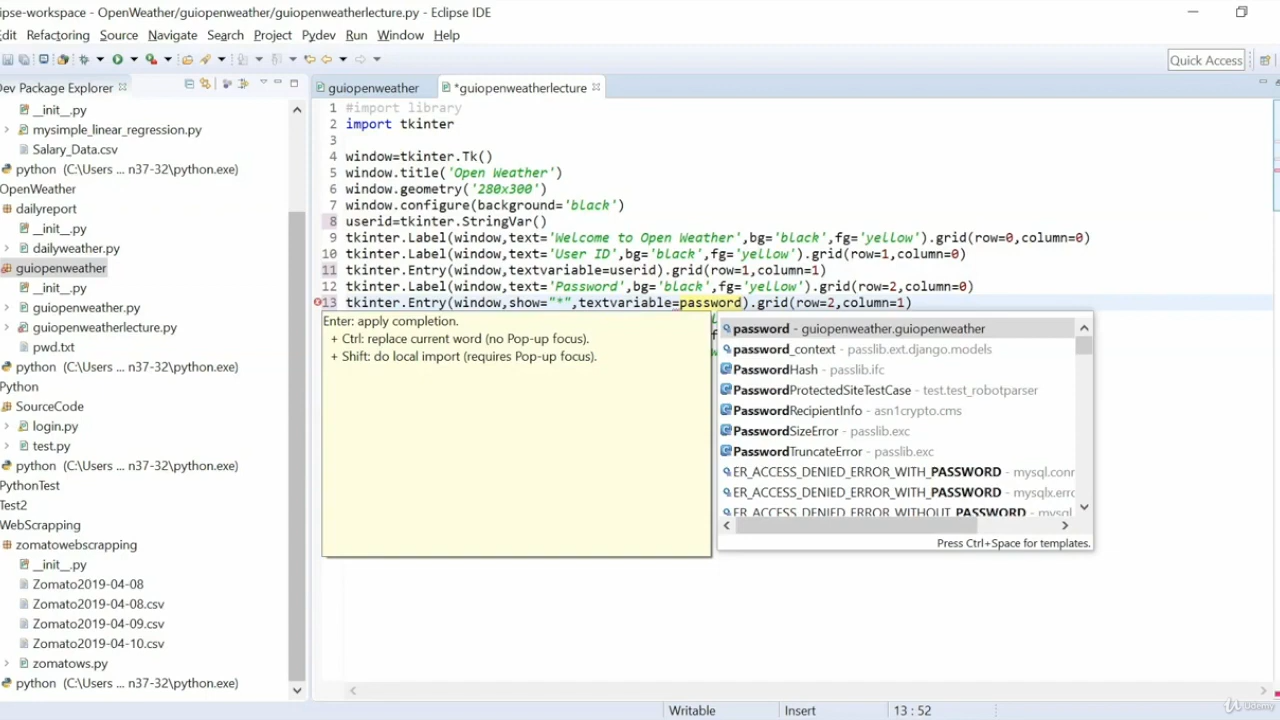 ipse-workspace - OpenWeather/guiopenweather/guiopenweatherlecture.py - Eclipse IDE
Edit Refactoring Source Navigate Search Project Pydev Run Window Help
Quick Access
Dev Package Explorer
__init__.py
mysimple_linear_regression.py
Salary_Data.csv
python (C:\Users ... n37-32\python.exe)
OpenWeather
dailyreport
__init__.py
dailyweather.py
guiopenweather
__init__.py
guiopenweather.py
guiopenweatherlecture.py
pwd.txt
python (C:\Users ... n37-32\python.exe)
Python
SourceCode
login.py
test.py
python (C:\Users ... n37-32\python.exe)
PythonTest
Test2
WebScrapping
zomatowebscrapping
__init__.py
Zomato2019-04-08
Zomato2019-04-08.csv
Zomato2019-04-09.csv
Zomato2019-04-10.csv
zomatows.py
python (C:\Users ... n37-32\python.exe)
guiopenweather *guiopenweatherlecture
1 #import library
2 import tkinter
3
4 window=tkinter.Tk()
5 window.title('Open Weather')
6 window.geometry('280x300')
7 window.configure(background='black')
8 userid=tkinter.StringVar()
9 tkinter.Label(window,text='Welcome to Open Weather',bg='black',fg='yellow').grid(row=0,column=0)
10 tkinter.Label(window,text='User ID',bg='black',fg='yellow').grid(row=1,column=0)
11 tkinter.Entry(window,textvariable=userid).grid(row=1,column=1)
12 tkinter.Label(window,text='Password',bg='black',fg='yellow').grid(row=2,column=0)
13 tkinter.Entry(window,show="*",textvariable=password).grid(row=2,column=1)
Enter: apply completion.
+ Ctrl: replace current word (no Pop-up focus).
+ Shift: do local import (requires Pop-up focus).
password - guiopenweather.guiopenweather
password_context - passlib.ext.django.models
PasswordHash - passlib.ifc
PasswordProtectedSiteTestCase - test.test_robotparser
PasswordRecipientInfo - asn1crypto.cms
PasswordSizeError - passlib.exc
PasswordTruncateError - passlib.exc
ER_ACCESS_DENIED_ERROR_WITH_PASSWORD - mysql.conr
ER_ACCESS_DENIED_ERROR_WITH_PASSWORD - mysqlx.erro
ER_ACCESS_DENIED_ERROR_WITHOUT_PASSWORD - mysql
Press Ctrl+Space for templates.
Writable Insert 13 : 52
Udemy